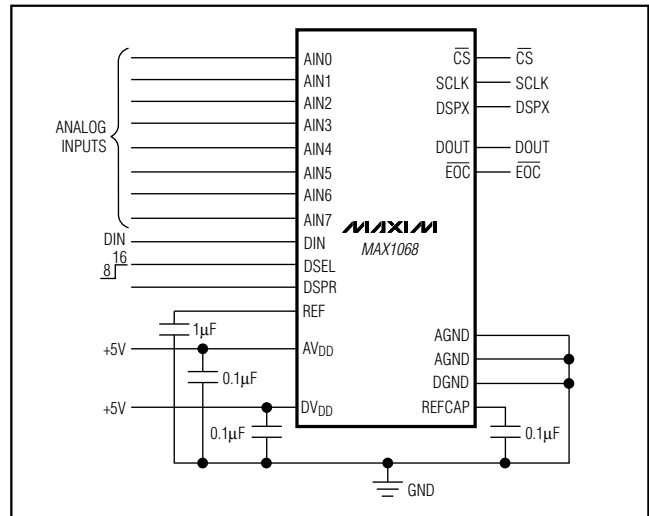 ANALOG
INPUTS
AIN0
AIN1
AIN2
AIN3
AIN4
AIN5
AIN6
AIN7
DIN DIN
16
8
DSEL
DSPR
REF
1µF
+5V AVDD
0.1µF
+5V DVDD
0.1µF
MAXIM
MAX1068
CS CS
SCLK SCLK
DSPX DSPX
DOUT DOUT
EOC EOC
AGND
AGND
DGND
REFCAP
0.1µF
GND